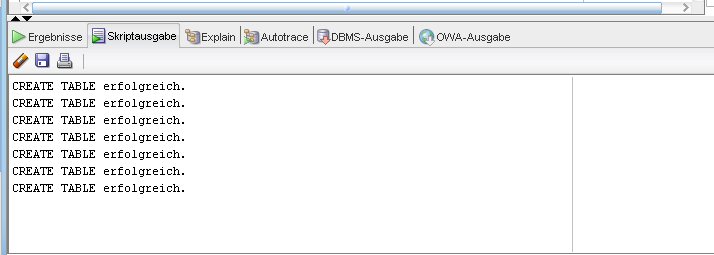 Ergebnisse Skriptausgabe Explain Autotrace DBMS-Ausgabe OWA-Ausgabe
CREATE TABLE erfolgreich.
CREATE TABLE erfolgreich.
CREATE TABLE erfolgreich.
CREATE TABLE erfolgreich.
CREATE TABLE erfolgreich.
CREATE TABLE erfolgreich.
CREATE TABLE erfolgreich.